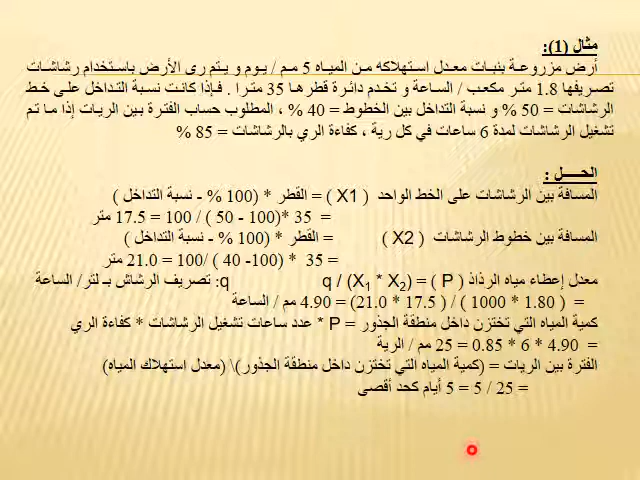 مثال (1):
أرض مزروعة بنبات معدل استهلاكه من المياه 5 مم / يوم و يتم رى الأرض باستخدام رشاشات
تصريفها 1.8 متر مكعب / الساعة و تخدم دائرة قطرها 35 مترا . فإذا كانت نسبة التداخل على خط
الرشاشات = 50 % و نسبة التداخل بين الخطوط = 40 % ، المطلوب حساب الفترة بين الريات إذا ما تم
تشغيل الرشاشات لمدة 6 ساعات في كل رية ، كفاءة الري بالرشاشات = 85 %
الحـــل :
المسافة بين الرشاشات على الخط الواحد ( X1 ) = القطر * (100 % - نسبة التداخل )
= 35 *(100 - 50 ) / 100 = 17.5 متر
المسافة بين خطوط الرشاشات ( X2 ) = القطر * (100 % - نسبة التداخل )
= 35 * (100- 40 ) /100 = 21.0 متر
معدل إعطاء مياه الرذاذ ( P ) = q / (X1 * X2) q: تصريف الرشاش بـ لتر/ الساعة
= ( 1.80 * 1000 ) / ( 17.5 * 21.0) = 4.90 مم / الساعة
كمية المياه التي تختزن داخل منطقة الجذور = P * عدد ساعات تشغيل الرشاشات * كفاءة الري
= 4.90 * 6 * 0.85 = 25 مم / الرية
الفترة بين الريات = (كمية المياه التي تختزن داخل منطقة الجذور)\ (معدل استهلاك المياه)
= 25 / 5 = 5 أيام كحد أقصى